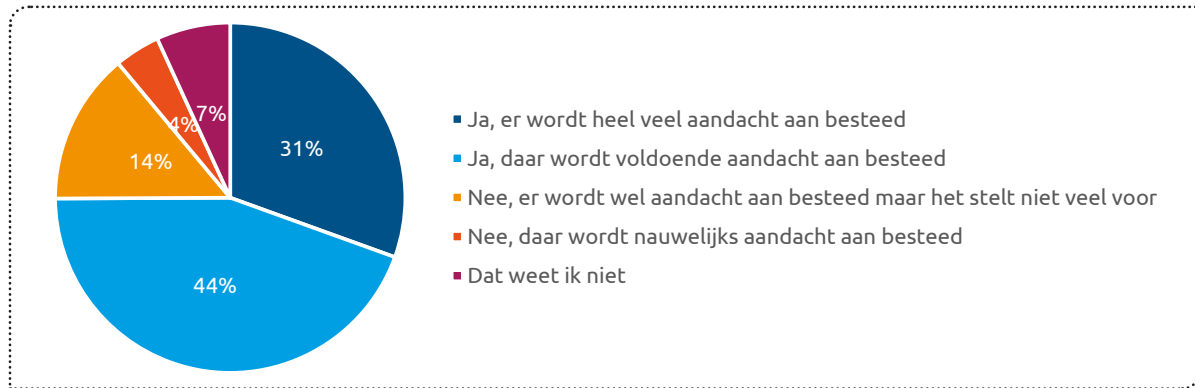 7%
4%
31%
14%
44%
Ja, er wordt heel veel aandacht aan besteed
Ja, daar wordt voldoende aandacht aan besteed
Nee, er wordt wel aandacht aan besteed maar het stelt niet veel voor
Nee, daar wordt nauwelijks aandacht aan besteed
Dat weet ik niet